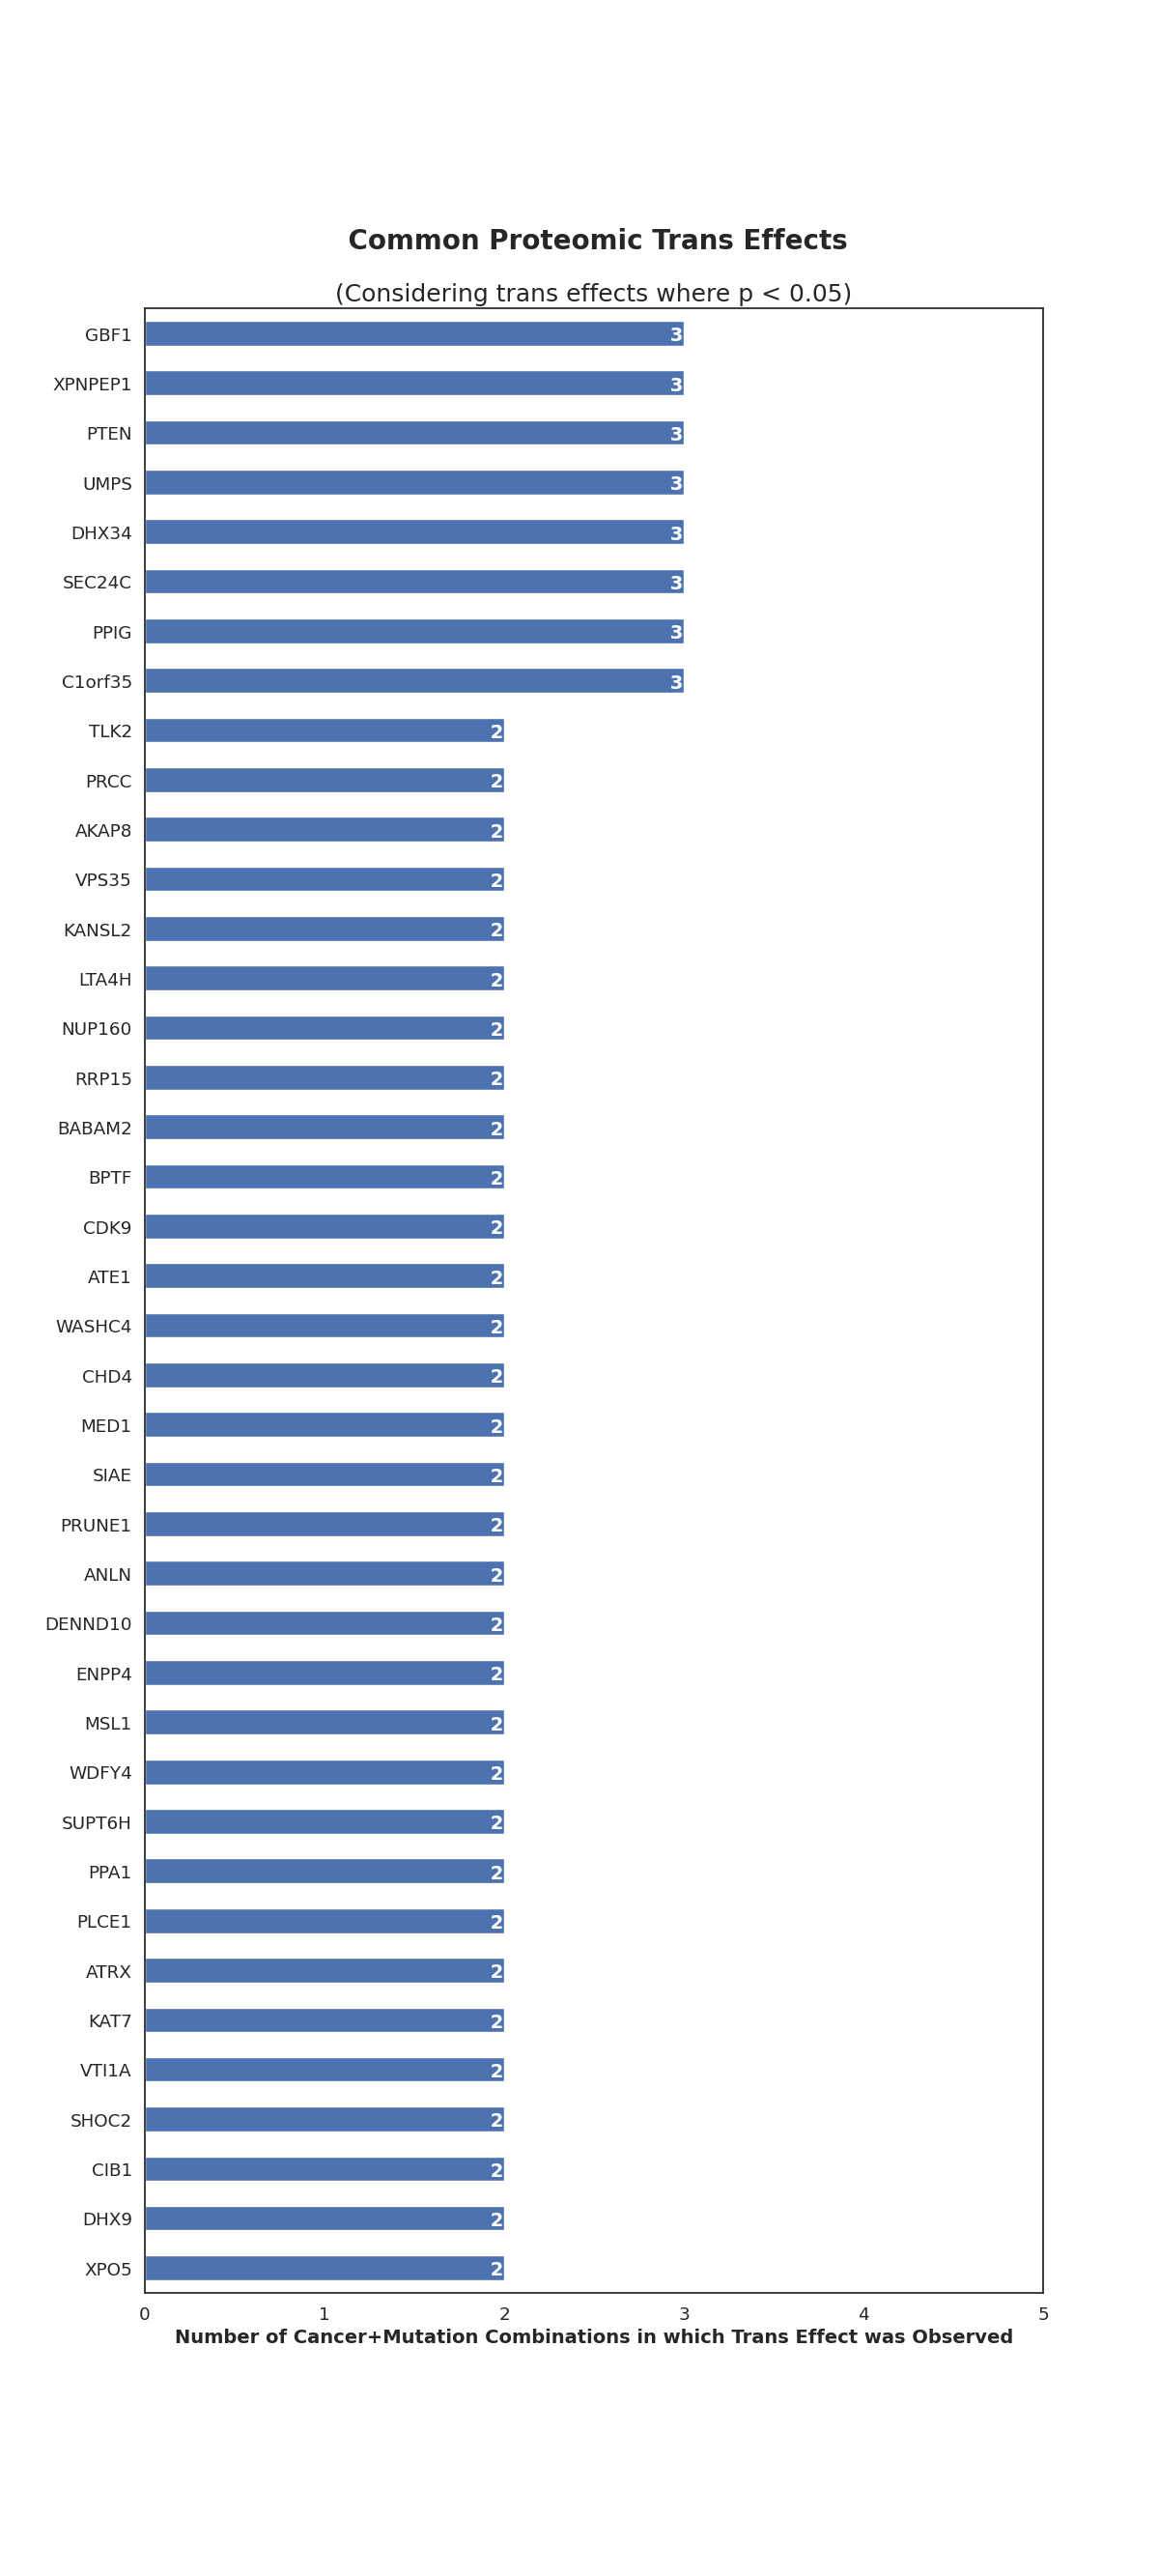 Common Proteomic Trans Effects
(Considering trans effects where p < 0.05)
GBF1 3
XPNPEP1 3
PTEN 3
UMPS 3
DHX34 3
SEC24C 3
PPIG 3
C1orf35 3
TLK2 2
PRCC 2
AKAP8 2
VPS35 2
KANSL2 2
LTA4H 2
NUP160 2
RRP15 2
BABAM2 2
BPTF 2
CDK9 2
ATE1 2
WASHC4 2
CHD4 2
MED1 2
SIAE 2
PRUNE1 2
ANLN 2
DENND10 2
ENPP4 2
MSL1 2
WDFY4 2
SUPT6H 2
PPA1 2
PLCE1 2
ATRX 2
KAT7 2
VTI1A 2
SHOC2 2
CIB1 2
DHX9 2
XPO5 2
0 1 2 3 4 5
Number of Cancer+Mutation Combinations in which Trans Effect was Observed